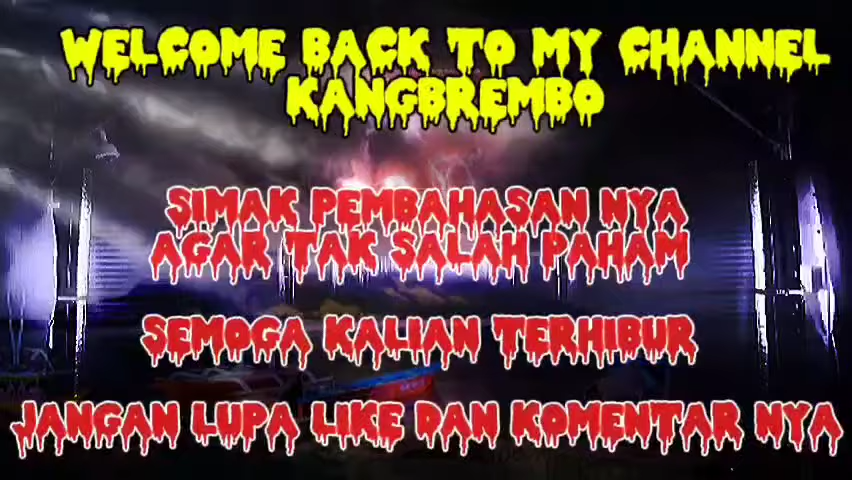 WELCOME BACK TO MY CHANNEL
KANGBREMBO
SIMAK PEMBAHASAN NYA
AGAR TAK SALAH PAHAM
SEMOGA KALIAN TERHIBUR
JANGAN LUPA LIKE DAN KOMENTAR NYA